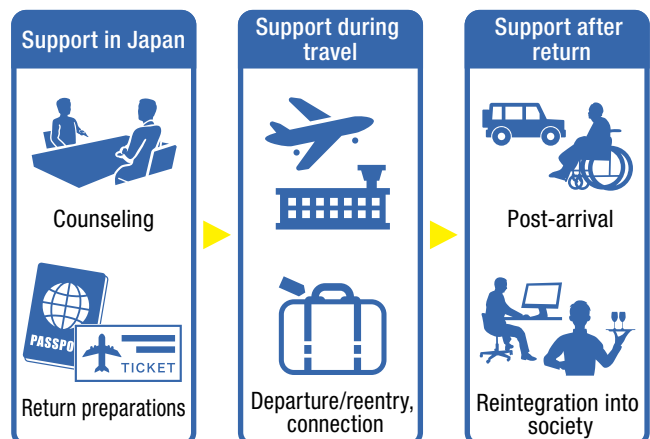 Support in Japan
Counseling
PASSPO
TICKET
Return preparations
Support during
travel
Departure/reentry,
connection
Support after
return
Post-arrival
Reintegration into
society